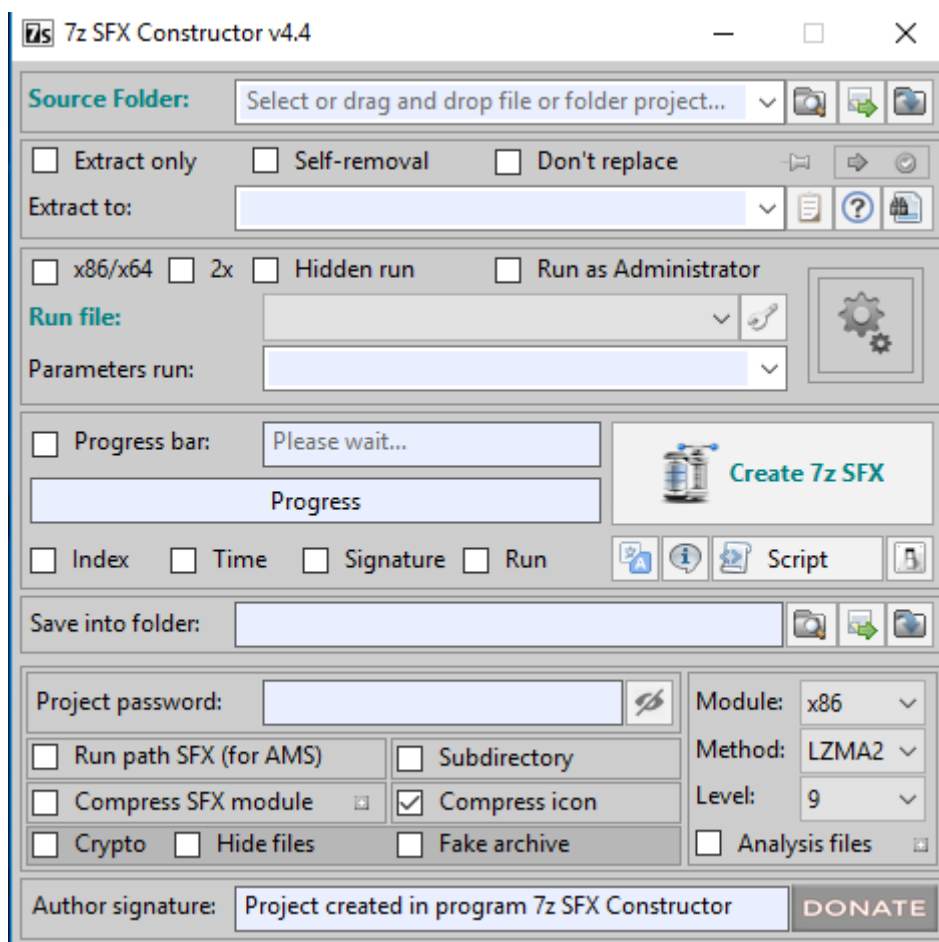 7s 7z SFX Constructor v4.4
Source Folder: Select or drag and drop file or folder project...
Extract only Self-removal Don't replace
Extract to:
x86/x64 2x Hidden run Run as Administrator
Run file:
Parameters run:
Progress bar: Please wait...
Create 7z SFX
Progress
Index Time Signature Run Script
Save into folder:
Project password:
Module: x86
Run path SFX (for AMS) Subdirectory
Method: LZMA2
Compress SFX module Compress icon
Level: 9
Crypto Hide files Fake archive
Analysis files
Author signature: Project created in program 7z SFX Constructor DONATE